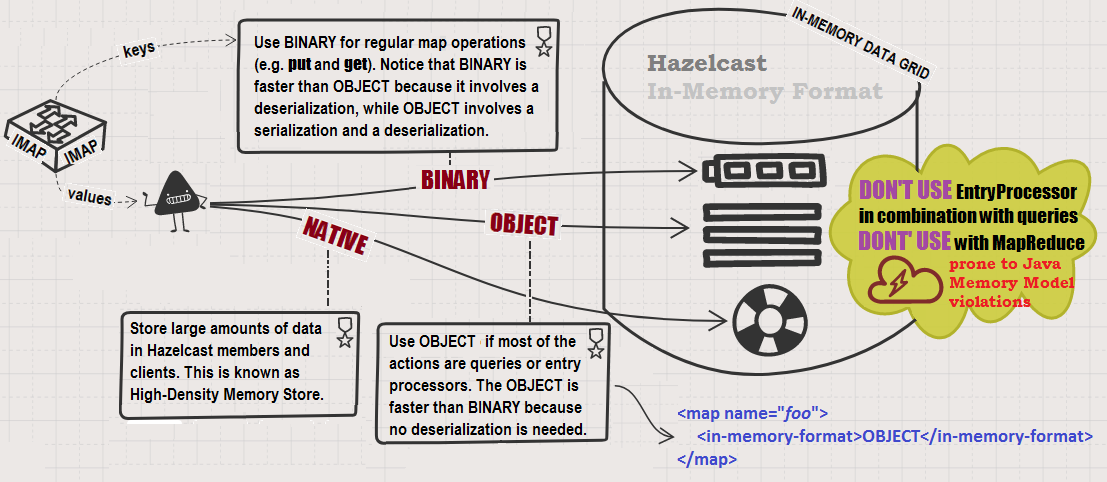 keys
IMAP
IMAP
values
Use BINARY for regular map operations
(e.g. put and get). Notice that BINARY is
faster than OBJECT because it involves a
deserialization, while OBJECT involves a
serialization and a deserialization.
IN-MEMORY DATA GRID
Hazelcast
In-Memory Format
BINARY
OBJECT
NATIVE
DON'T USE EntryProcessor
in combination with queries
DONT' USE with MapReduce
prone to Java
Memory Model
violations
Store large amounts of data
in Hazelcast members and
clients. This is known as
High-Density Memory Store.
Use OBJECT if most of the
actions are queries or entry
processors. The OBJECT is
faster than BINARY because
no deserialization is needed.
<map name="foo">
<in-memory-format>OBJECT</in-memory-format>
</map>